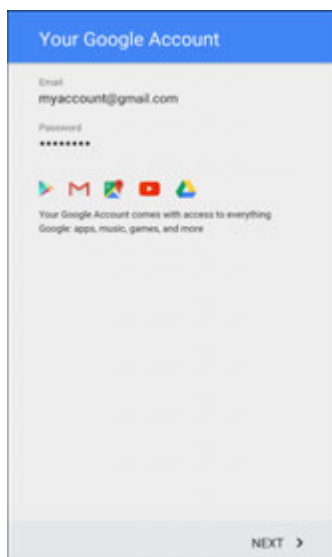 Your Google Account
Email
myaccount@gmail.com
Password
••••••••
Your Google Account comes with access to everything
Google: apps, music, games, and more
NEXT